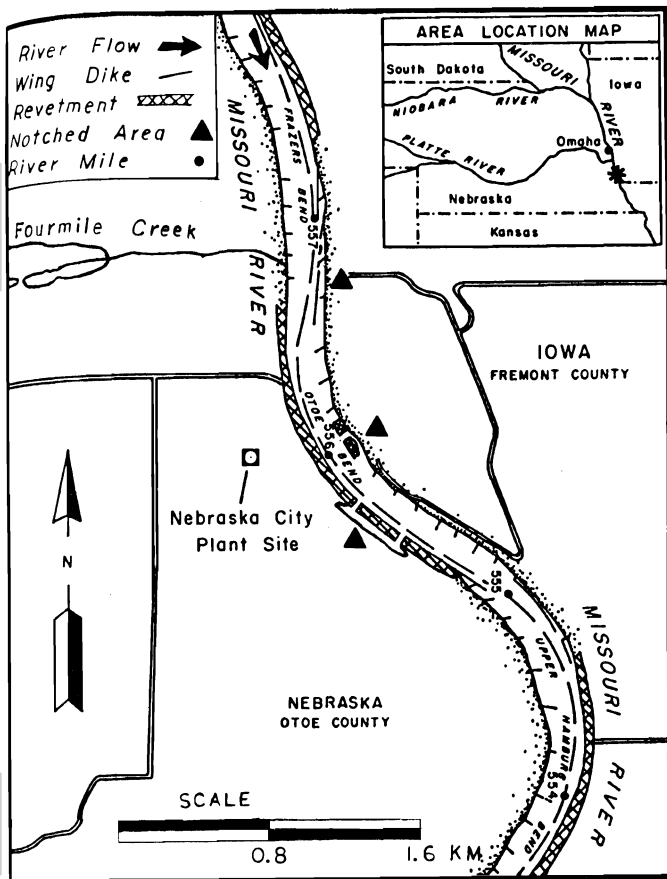 River Flow
Wing Dike
Revetment
Notched Area
River Mile
AREA LOCATION MAP
South Dakota
MISSOURI
RIVER
Iowa
NIOBARA
RIVER
PLATTE RIVER
Omaha
Nebraska
Kansas
MISSOURI
RIVER
FRAZERS
BEND
557
Fourmile Creek
IOWA
FREMONT COUNTY
OTOE
BEND
556
Nebraska City
Plant Site
N
555
UPPER
HAMBURG
BEND
554
MISSOURI
RIVER
NEBRASKA
OTOE COUNTY
SCALE
0.8
1.6 KM